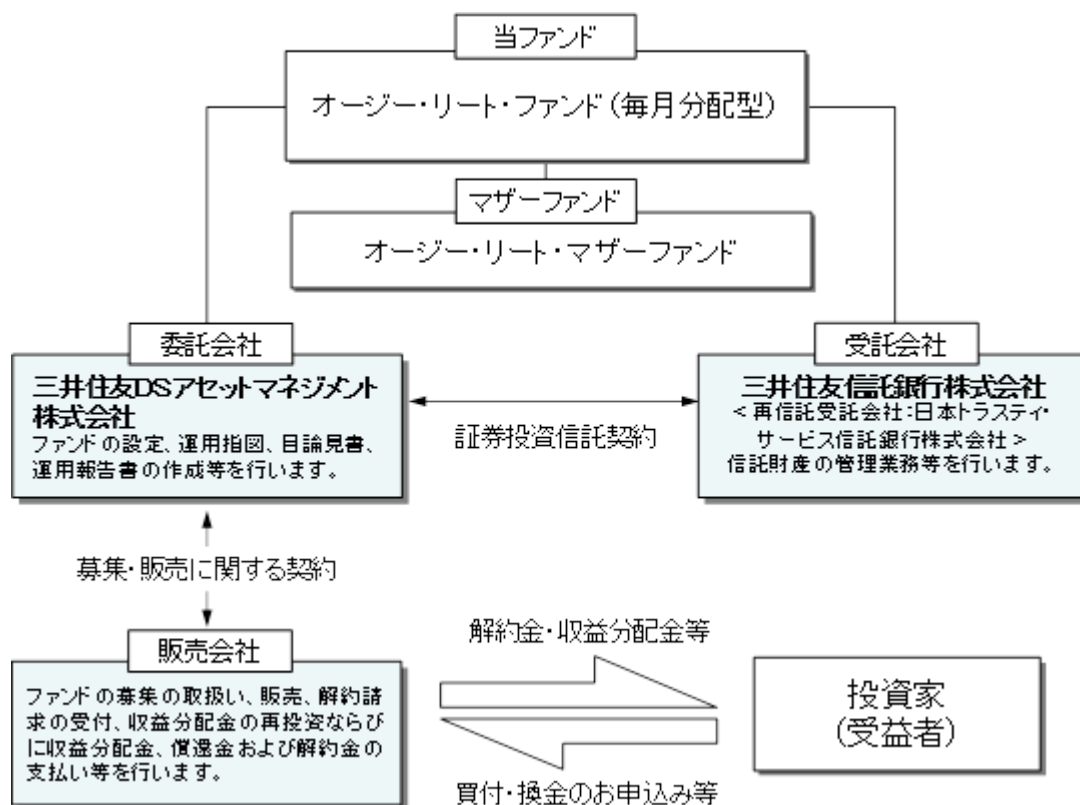 当ファンド
オージー・リート・ファンド(毎月分配型)
マザーファンド
オージー・リート・マザーファンド
委託会社
三井住友DSアセットマネジメント
株式会社
ファンドの設定、運用指図、目論見書、
運用報告書の作成等を行います。
証券投資信託契約
受託会社
三井住友信託銀行株式会社
<再信託受託会社:日本トラスティ・
サービス信託銀行株式会社>
信託財産の管理業務等を行います。
募集・販売に関する契約
販売会社
ファンドの募集の取扱い、販売、解約請
求の受付、収益分配金の再投資ならび
に収益分配金、償還金および解約金の
支払い等を行います。
解約金・収益分配金等
買付・換金のお申込み等
投資家
(受益者)